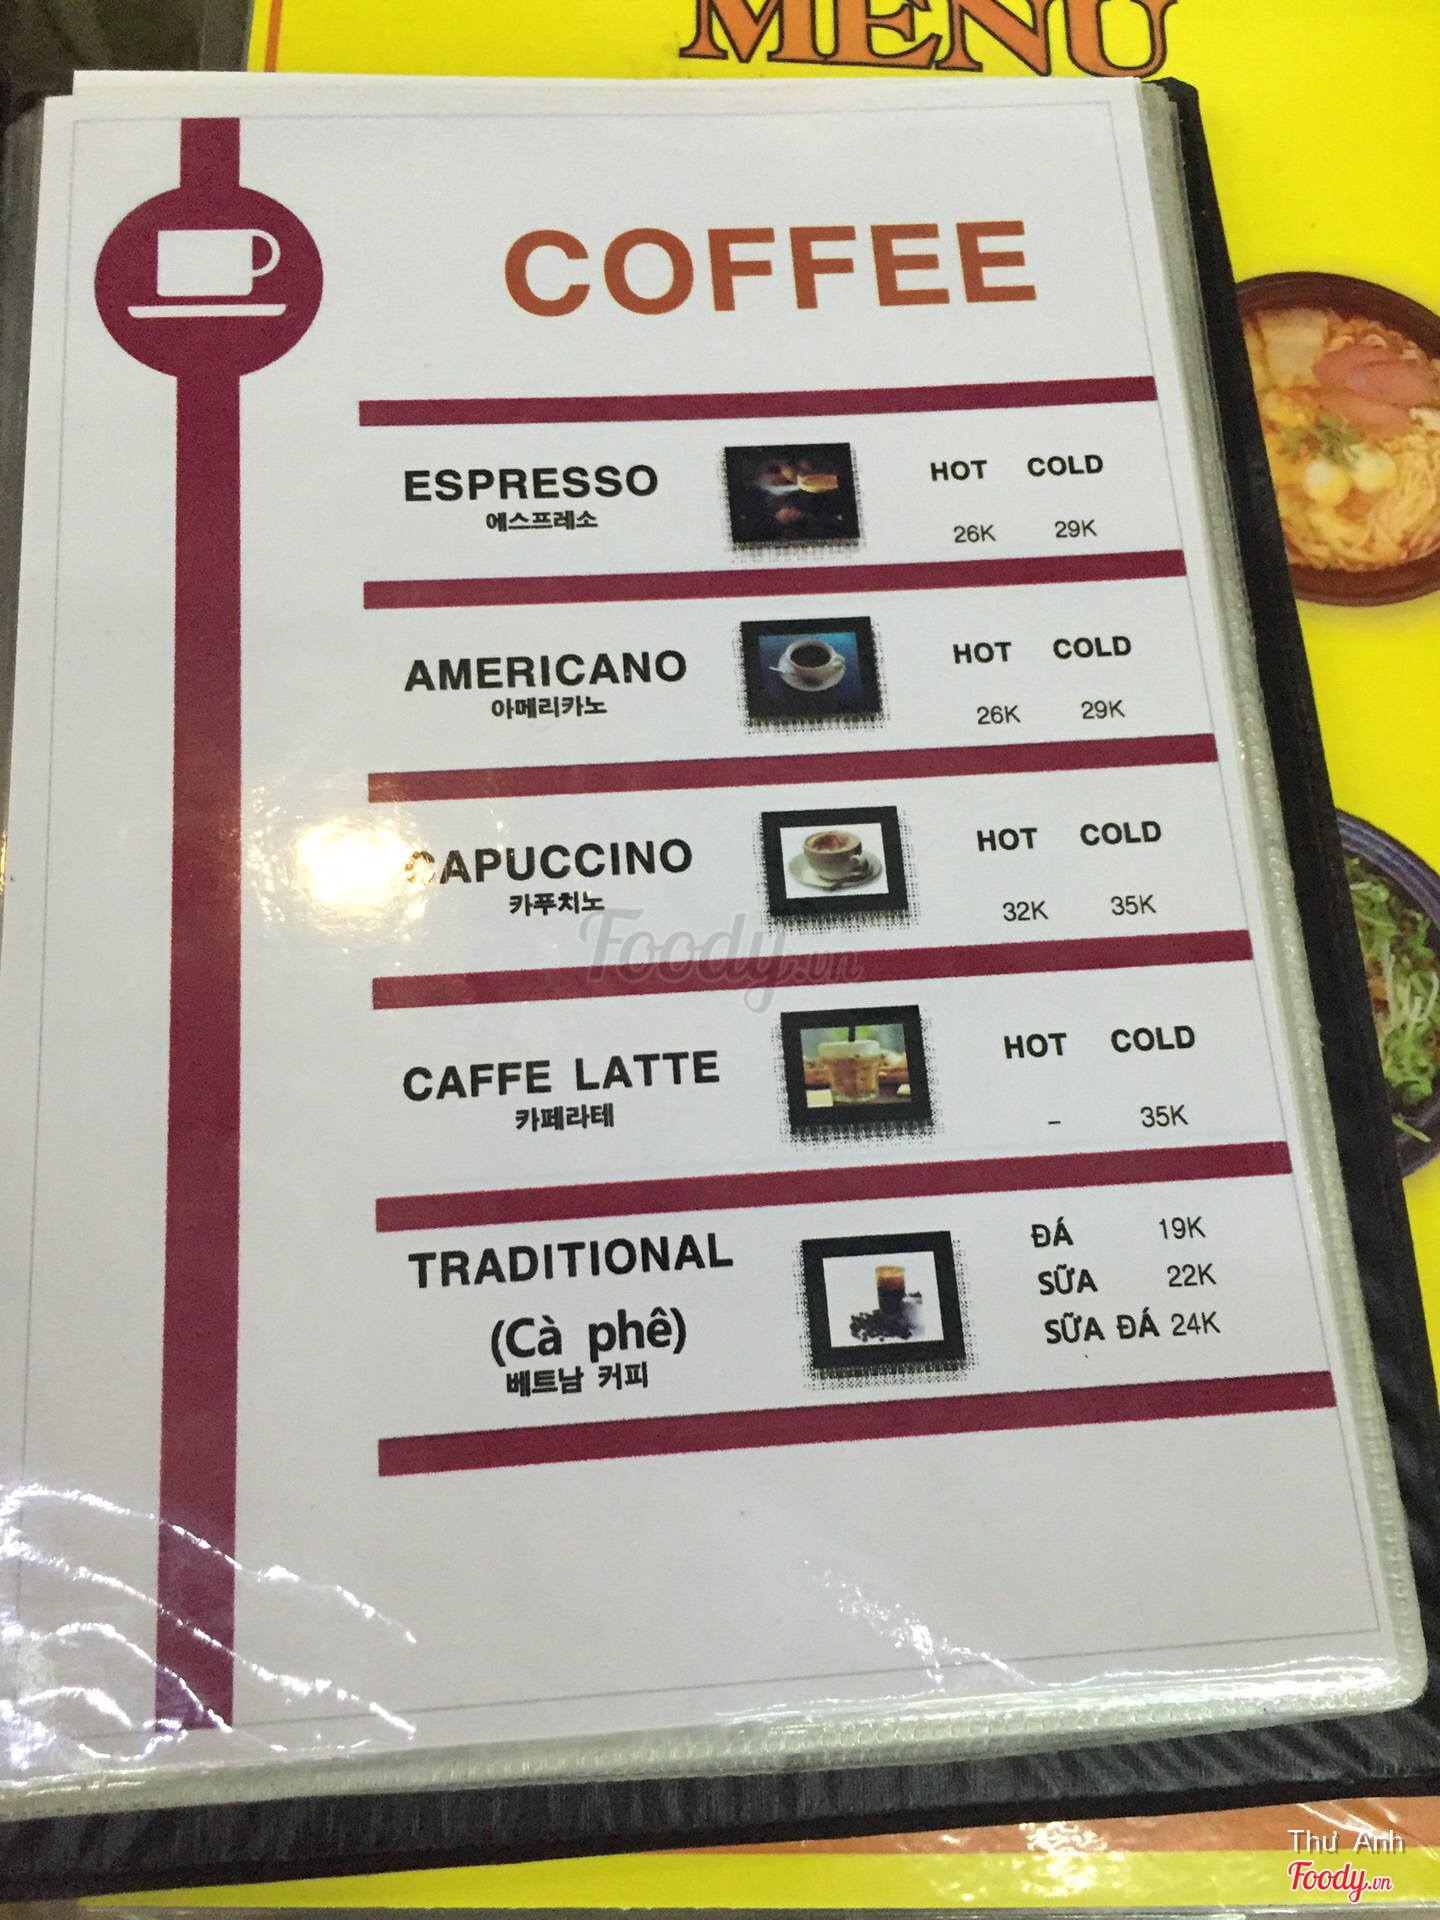 MENU
COFFEE
ESPRESSO
에스프레소
HOT COLD
26K 29K
AMERICANO
아메리카노
HOT COLD
26K 29K
CAPUCCINO
카푸치노
HOT COLD
32K 35K
Foody.vn
CAFFE LATTE
카페라테
HOT COLD
– 35K
TRADITIONAL
(Cà phê)
베트남 커피
ĐÁ 19K
SỮA 22K
SỮA ĐÁ 24K
Thư Anh
Foody.vn